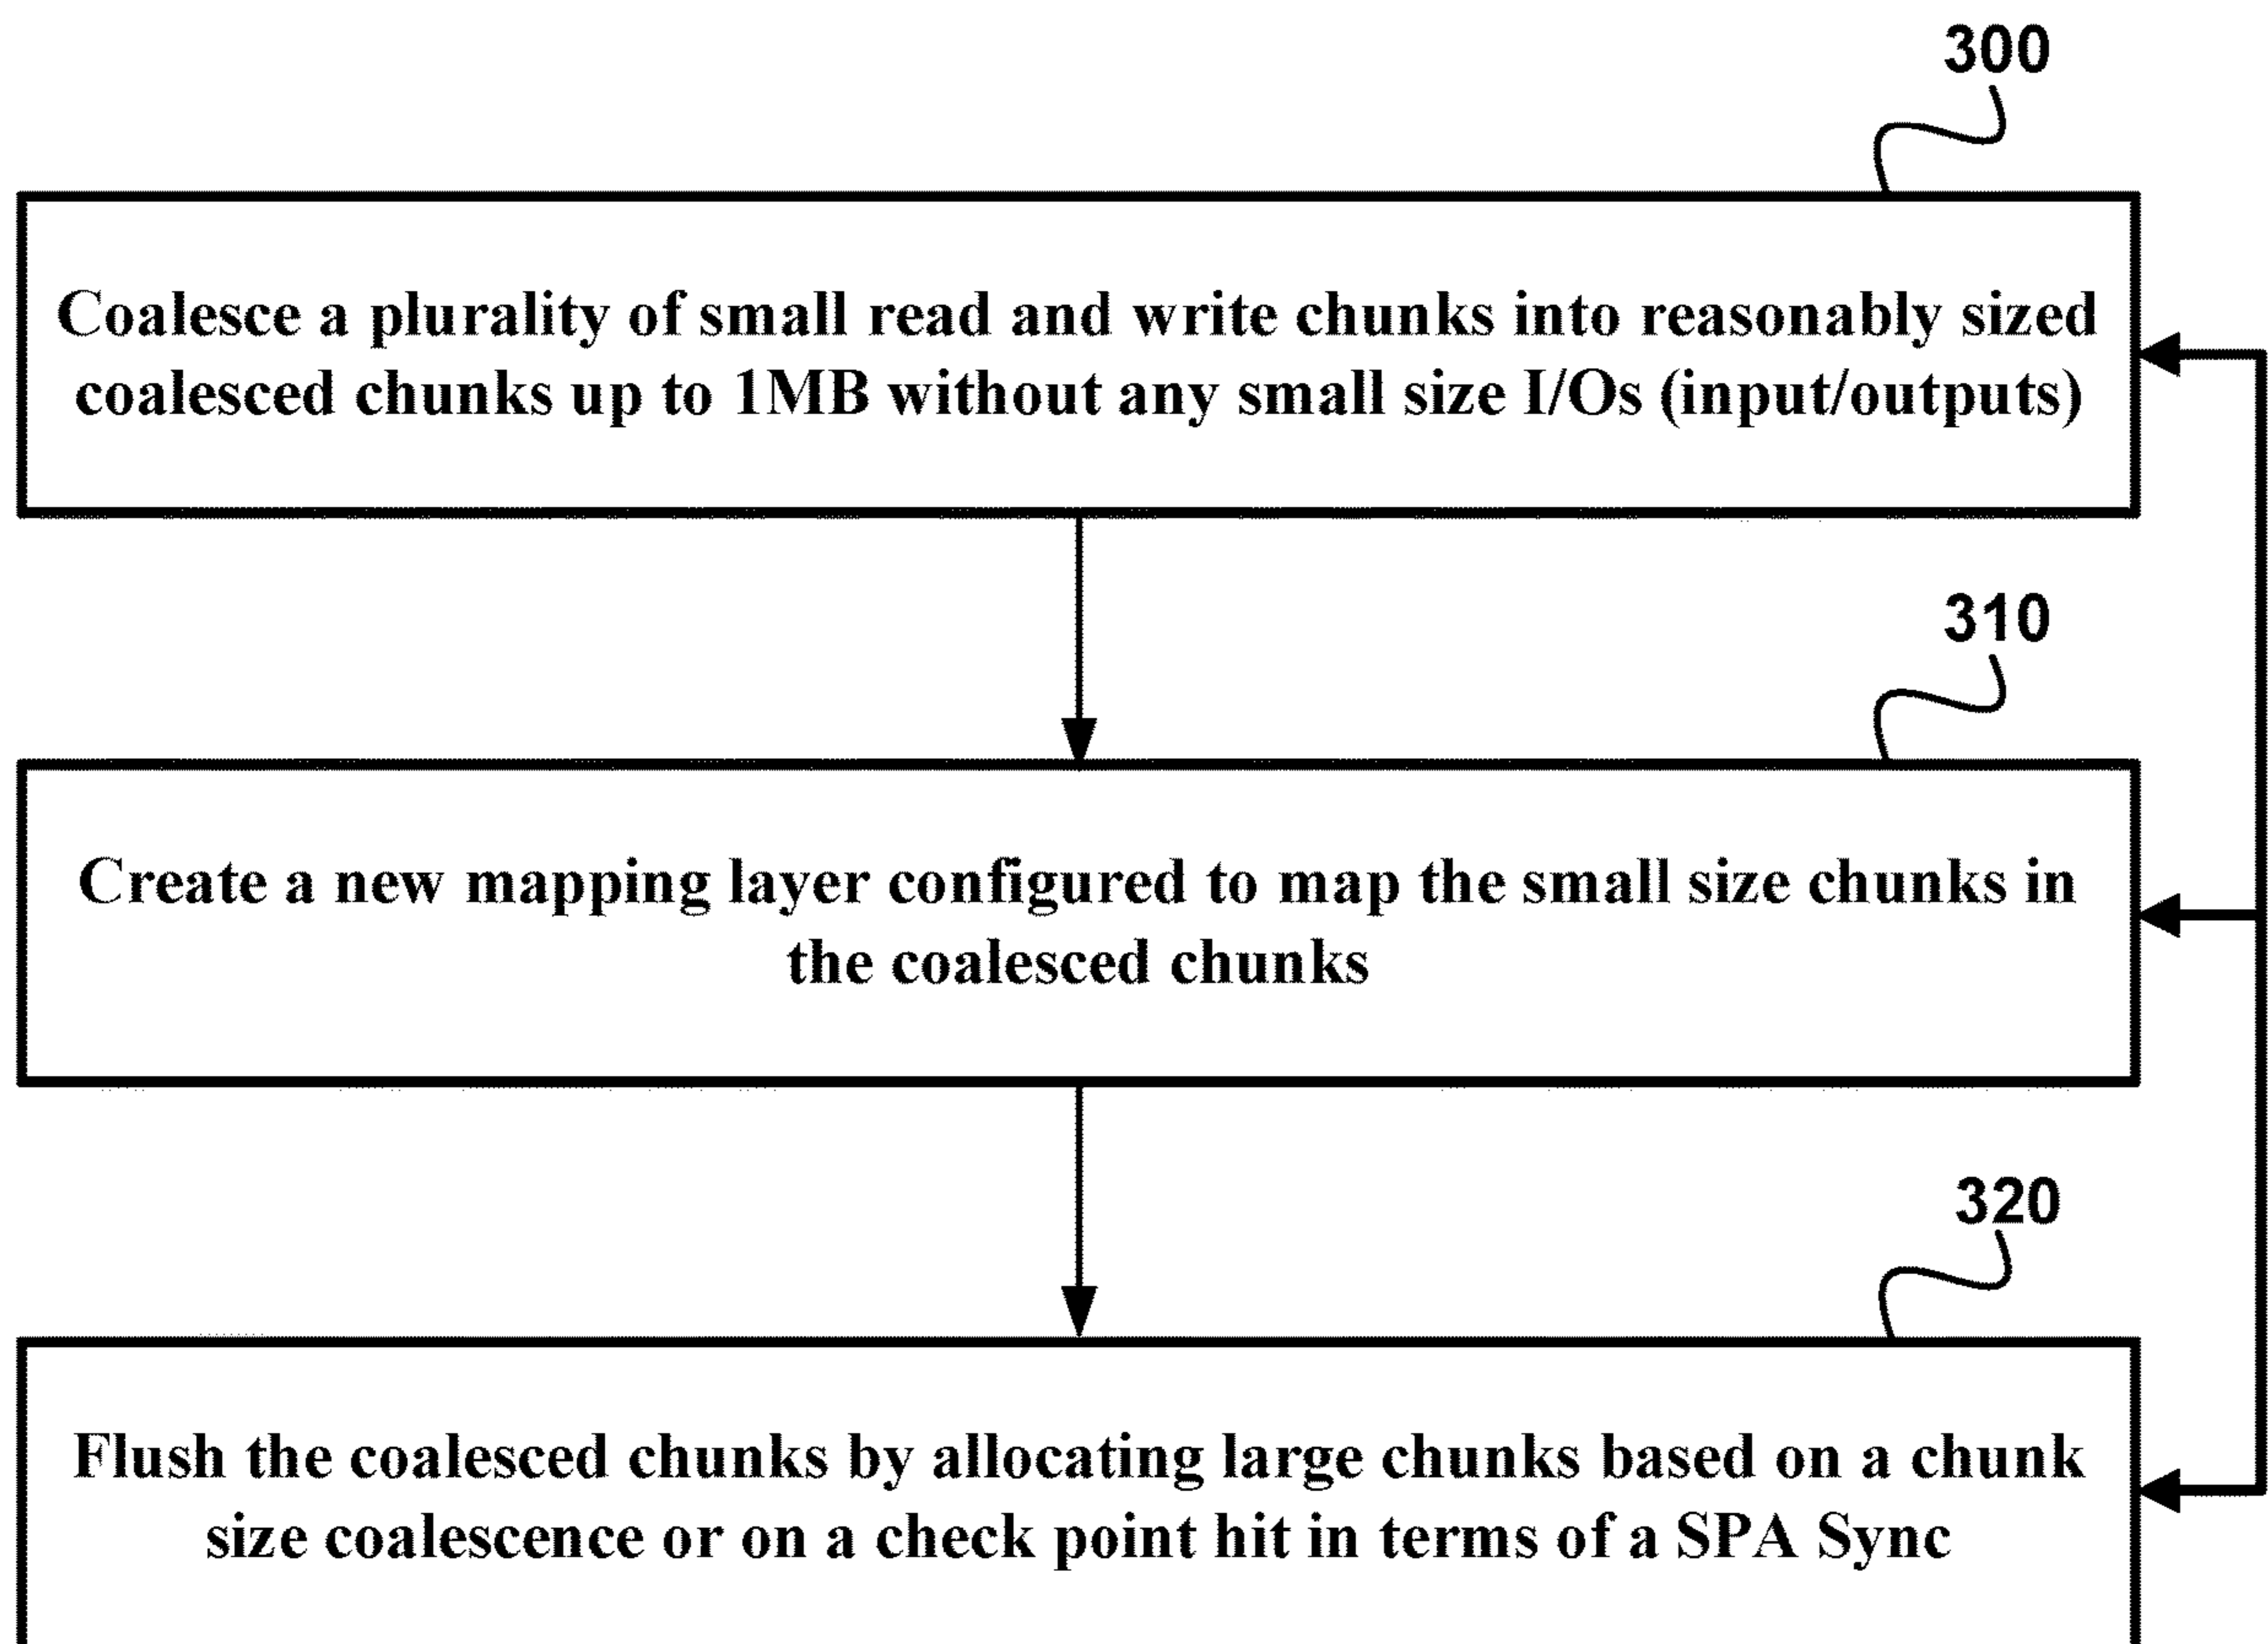 300
Coalesce a plurality of small read and write chunks into reasonably sized
coalesced chunks up to 1MB without any small size I/Os (input/outputs)
310
Create a new mapping layer configured to map the small size chunks in
the coalesced chunks
320
Flush the coalesced chunks by allocating large chunks based on a chunk
size coalescence or on a check point hit in terms of a SPA Sync